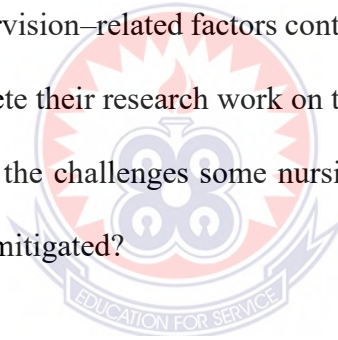 rvision–related factors cont
ete their research work on t
the challenges some nursi
mitigated?
EDUCATION FOR SERVICE